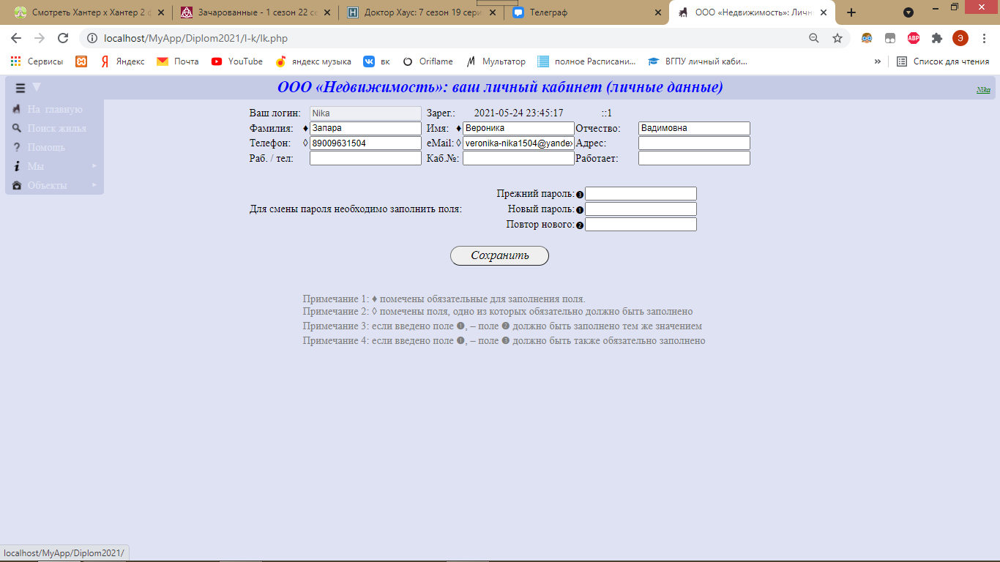 Смотреть Хантер х Хантер 2
Зачарованные - 1 сезон 22 се
Доктор Хаус: 7 сезон 19 сери
Телеграф
ООО «Недвижимость»: Личн
localhost/MyApp/Diplom2021/l-k/lk.php
ABP
Э
Сервисы
Яндекс
Почта
YouTube
яндекс музыка
вк
Oriflame
Мультатор
полное Расписани...
ВГПУ личный каби...
»
Список для чтения
ООО «Недвижимость»: ваш личный кабинет (личные данные)
Nika
На главную
Поиск жилья
Помощь
Мы
Объекты
Ваш логин: Nika Зарег.: 2021-05-24 23:45:17 ::1
Фамилия: ♦ Запара Имя: ♦ Вероника Отчество: Вадимовна
Телефон: ◊ 89009631504 eMail: ◊ veronika-nika1504@yandex Адрес:
Раб. / тел: Каб.№: Работает:
Прежний пароль: ❸
Для смены пароля необходимо заполнить поля: Новый пароль: ❶
Повтор нового: ❷
Сохранить
Примечание 1: ♦ помечены обязательные для заполнения поля.
Примечание 2: ◊ помечены поля, одно из которых обязательно должно быть заполнено
Примечание 3: если введено поле ❶, – поле ❷ должно быть заполнено тем же значением
Примечание 4: если введено поле ❶, – поле ❸ должно быть также обязательно заполнено
localhost/MyApp/Diplom2021/